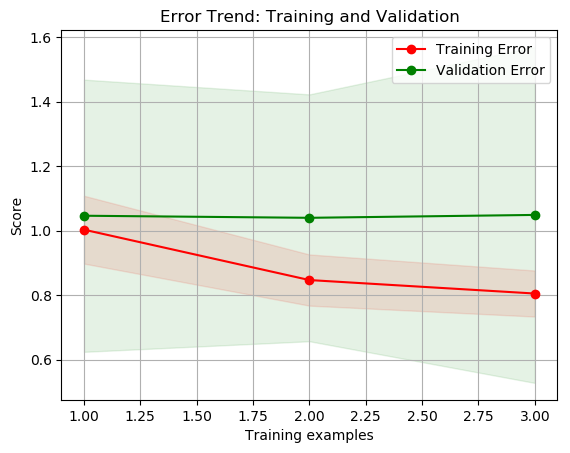 Error Trend: Training and Validation
Training Error
Validation Error
Score
1.6
1.4
1.2
1.0
0.8
0.6
1.00 1.25 1.50 1.75 2.00 2.25 2.50 2.75 3.00
Training examples